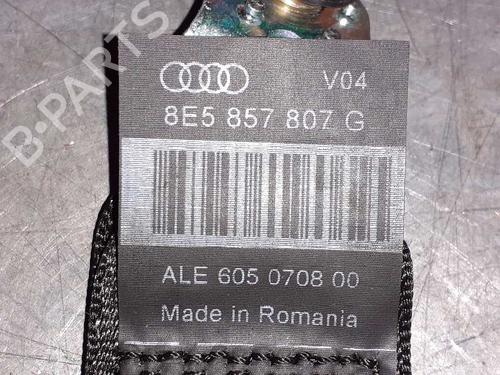 V04
8E5 857 807 G
ALE 605 0708 00
Made in Romania
B-PARTS